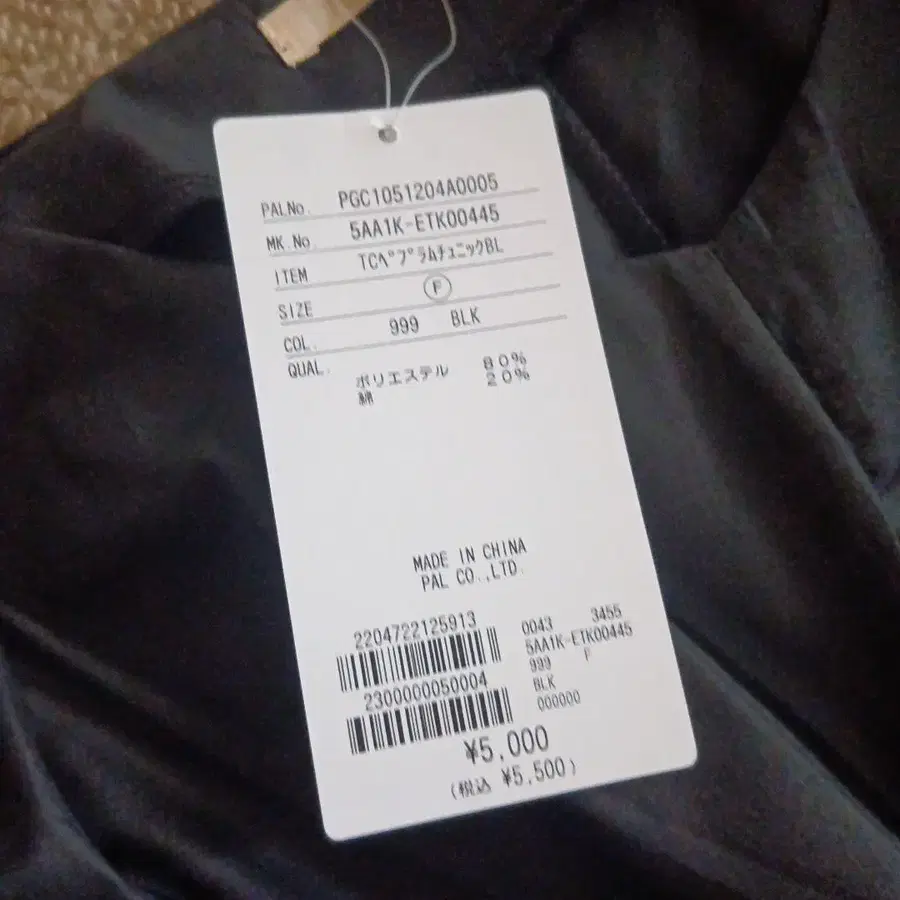 PAL.No. PGC1051204A0005
MK.No. 5AA1K-ETK00445
ITEM TCﾍﾟﾌﾟﾗﾑﾁｭﾆｯｸBL
SIZE F
COL. 999 BLK
QUAL. ポリエステル 80%
綿 20%
MADE IN CHINA
PAL CO.,LTD.
2204722125913
2300000050004
0043 3455
5AA1K-ETK00445
999 F
BLK
000000
¥5,000
(税込 ¥5,500)